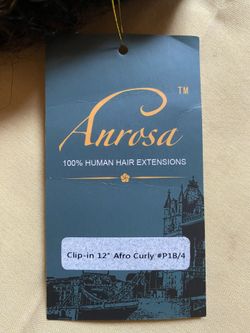 TM
Anrosa
100% HUMAN HAIR EXTENSIONS
Clip-in 12" Afro Curly #P1B/4